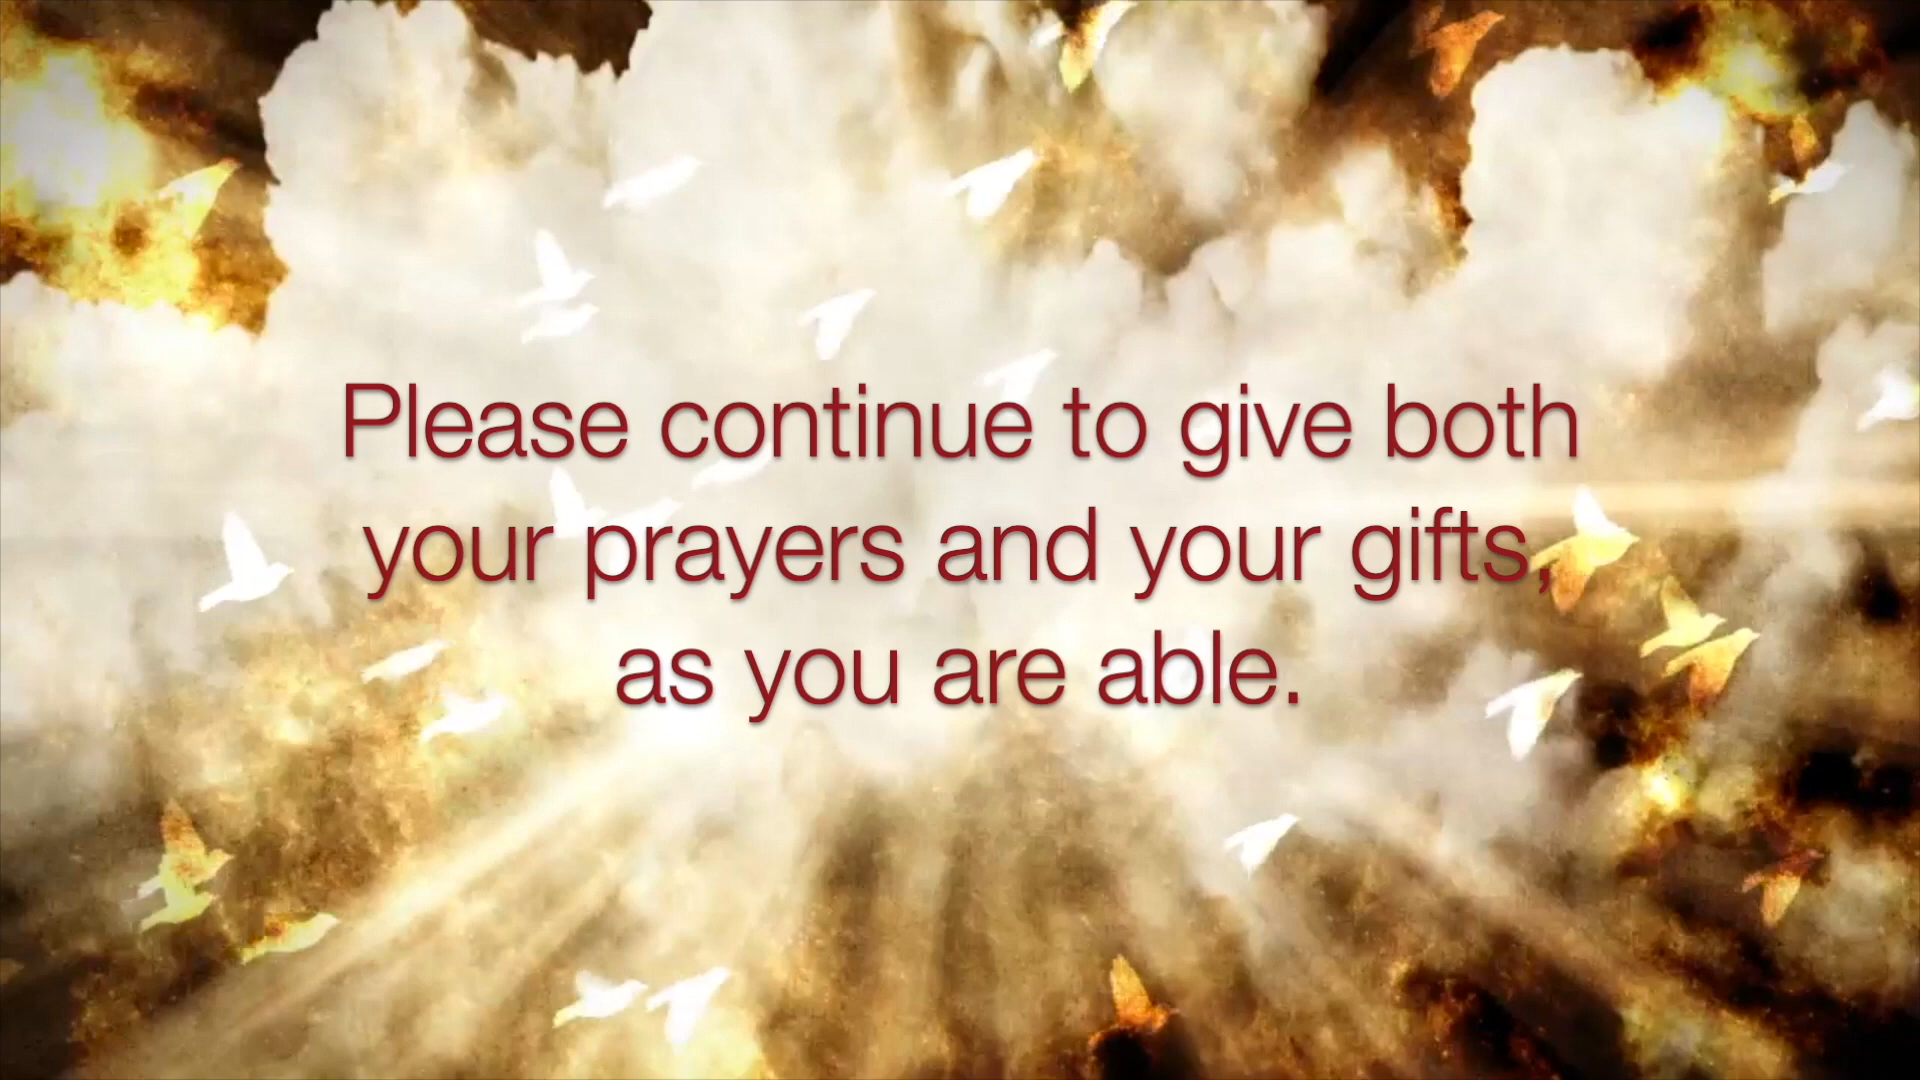 Please continue to give both
your prayers and your gifts,
as you are able.